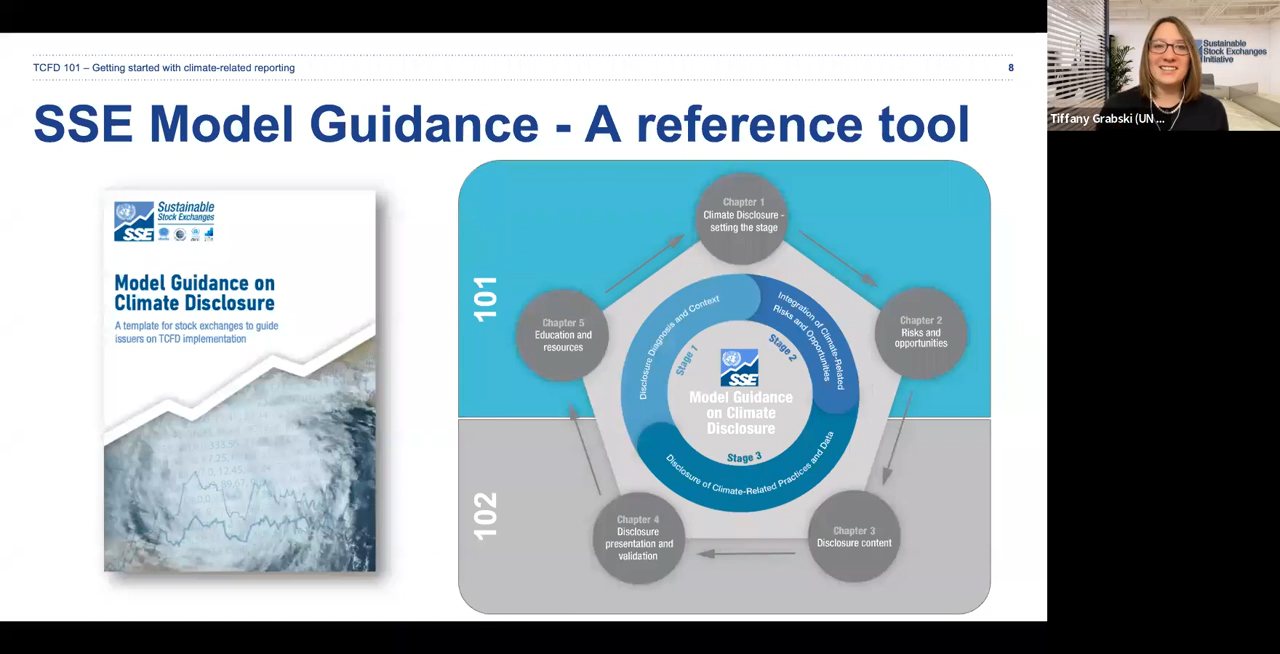 TCFD 101 – Getting started with climate-related reporting
8
SSE Model Guidance - A reference tool
SSE
Sustainable
Stock Exchanges
Model Guidance on
Climate Disclosure
A template for stock exchanges to guide
issuers on TCFD implementation
333.55
12.45
101
102
Chapter 1
Climate Disclosure -
setting the stage
Chapter 2
Risks and
opportunities
Chapter 3
Disclosure content
Chapter 4
Disclosure
presentation and
validation
Chapter 5
Education and
resources
Disclosure Diagnosis and Context
Stage 1
Integration of Climate-Related
Risks and Opportunities
Stage 2
SSE
Model Guidance
on Climate
Disclosure
Stage 3
Disclosure of Climate-Related Practices and Data
Sustainable
Stock Exchanges
Initiative
Tiffany Grabski (UN ...